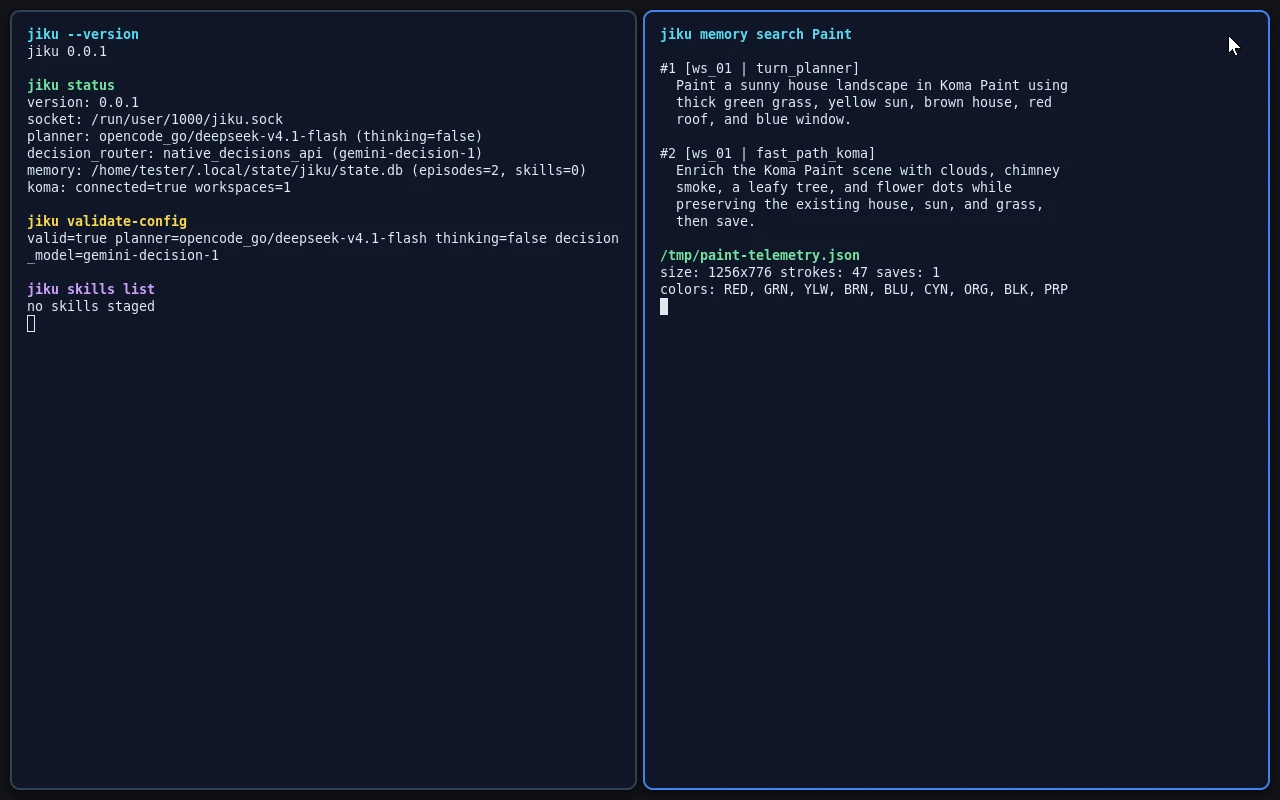 jiku --version
jiku 0.0.1
jiku status
version: 0.0.1
socket: /run/user/1000/jiku.sock
planner: opencode_go/deepseek-v4.1-flash (thinking=false)
decision_router: native_decisions_api (gemini-decision-1)
memory: /home/tester/.local/state/jiku/state.db (episodes=2, skills=0)
koma: connected=true workspaces=1
jiku validate-config
valid=true planner=opencode_go/deepseek-v4.1-flash thinking=false decision
_model=gemini-decision-1
jiku skills list
no skills staged
jiku memory search Paint
#1 [ws_01 | turn_planner]
Paint a sunny house landscape in Koma Paint using
thick green grass, yellow sun, brown house, red
roof, and blue window.
#2 [ws_01 | fast_path_koma]
Enrich the Koma Paint scene with clouds, chimney
smoke, a leafy tree, and flower dots while
preserving the existing house, sun, and grass,
then save.
/tmp/paint-telemetry.json
size: 1256x776 strokes: 47 saves: 1
colors: RED, GRN, YLW, BRN, BLU, CYN, ORG, BLK, PRP